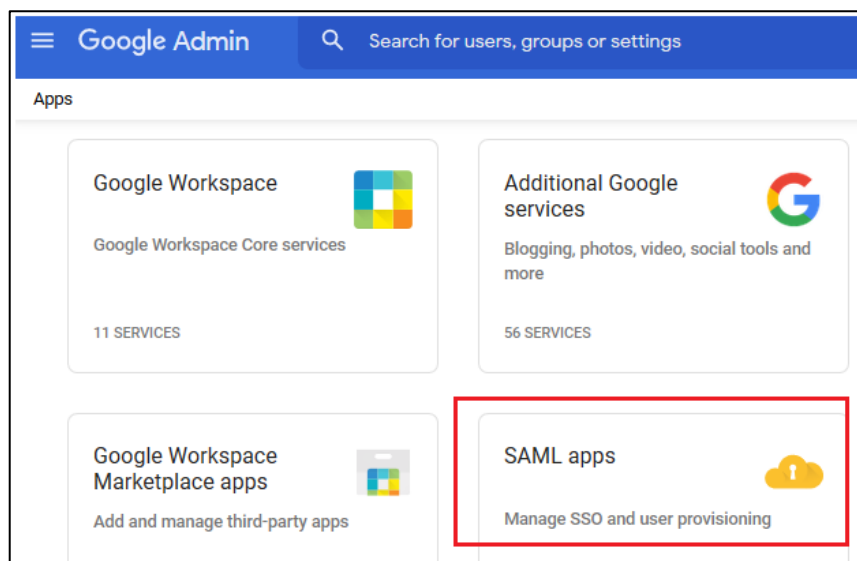 Google Admin
Search for users, groups or settings
Apps
Google Workspace
Google Workspace Core services
11 SERVICES
Additional Google
services
Blogging, photos, video, social tools and
more
56 SERVICES
Google Workspace
Marketplace apps
Add and manage third-party apps
SAML apps
Manage SSO and user provisioning